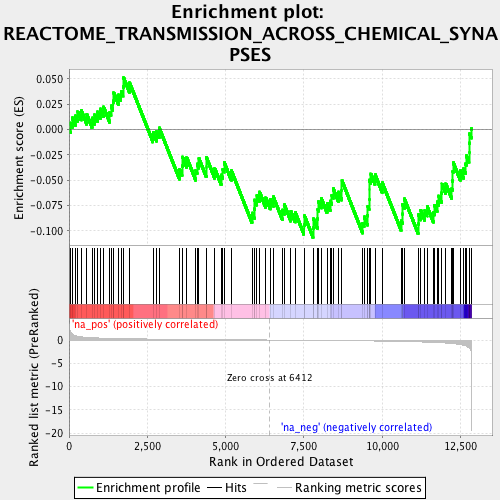 Enrichment plot:
REACTOME_TRANSMISSION_ACROSS_CHEMICAL_SYNA
PSES
Enrichment score (ES)
0.050
0.025
0.000
-0.025
-0.050
-0.075
-0.100
'na_pos' (positively correlated)
Ranked list metric (PreRanked)
0
-5
-10
-15
-20
Zero cross at 6412
'na_neg' (negatively correlated)
0
2,500
5,000
7,500
10,000
12,500
Rank in Ordered Dataset
Enrichment profile
Hits
Ranking metric scores